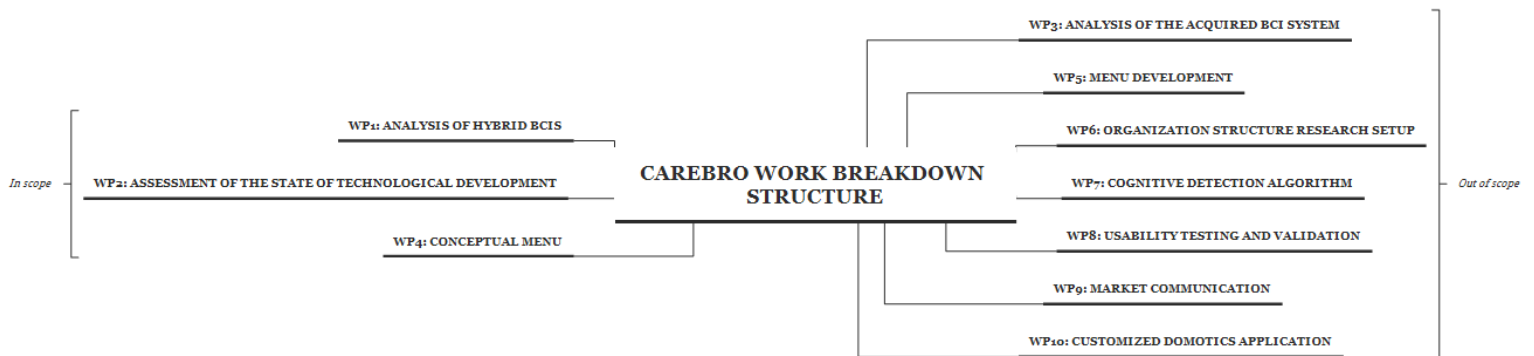 In scope
WP1: ANALYSIS OF HYBRID BCIS
WP2: ASSESSMENT OF THE STATE OF TECHNOLOGICAL DEVELOPMENT
WP4: CONCEPTUAL MENU
CAREBRO WORK BREAKDOWN
STRUCTURE
WP3: ANALYSIS OF THE ACQUIRED BCI SYSTEM
WP5: MENU DEVELOPMENT
WP6: ORGANIZATION STRUCTURE RESEARCH SETUP
WP7: COGNITIVE DETECTION ALGORITHM
WP8: USABILITY TESTING AND VALIDATION
WP9: MARKET COMMUNICATION
WP10: CUSTOMIZED DOMOTICS APPLICATION
Out of scope